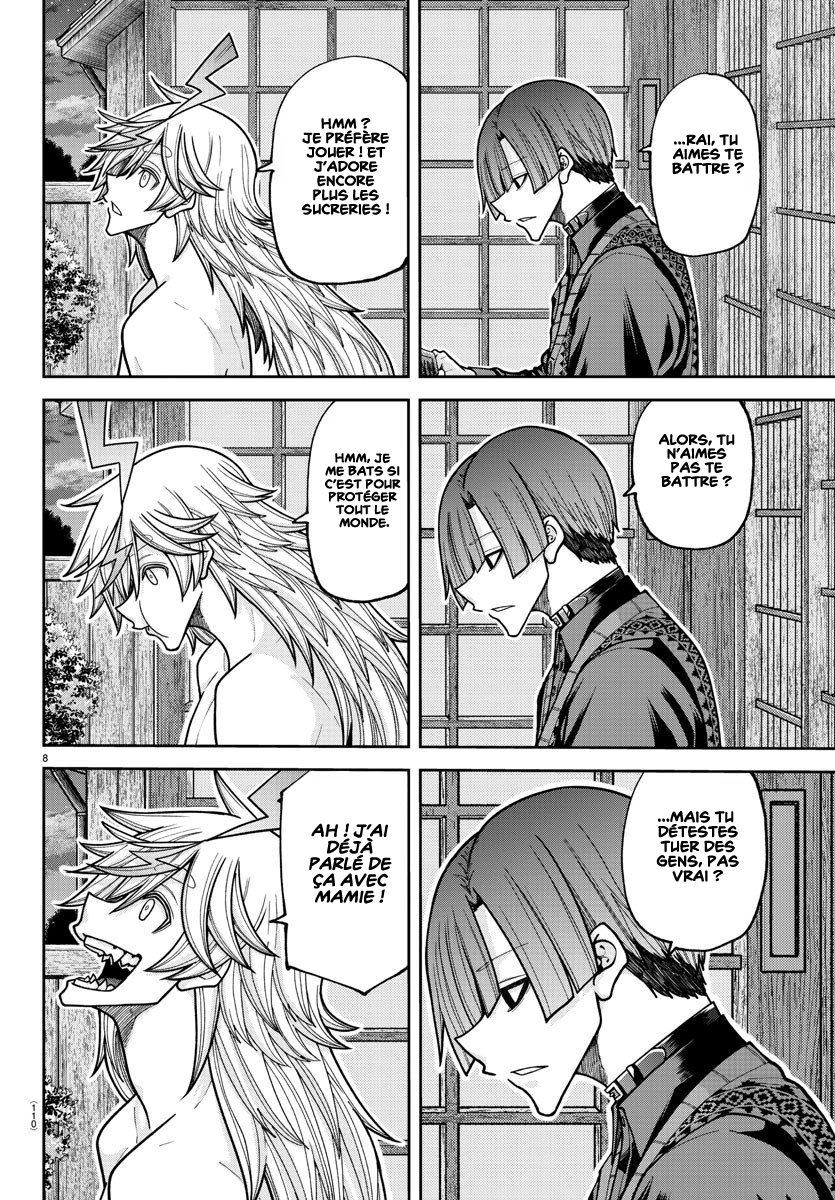 ...RAI, TU
AIMES TE
BATTRE ?
HMM ?
JE PRÉFÈRE
JOUER ! ET
J'ADORE
ENCORE
PLUS LES
SUCRERIES !
ALORS, TU
N'AIMES
PAS TE
BATTRE ?
HMM, JE
ME BATS SI
C'EST POUR
PROTÉGER
TOUT LE
MONDE.
...MAIS TU
DÉTESTES
TUER DES
GENS, PAS
VRAI ?
AH ! J'AI
DÉJÀ
PARLÉ DE
ÇA AVEC
MAMIE !
8
(110)